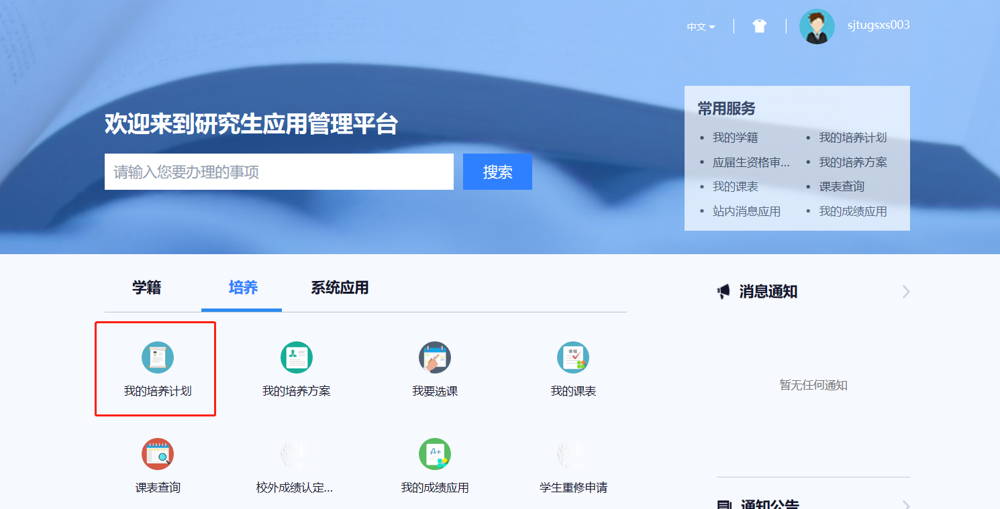 中文
sjtugsxs003
欢迎来到研究生应用管理平台
请输入您要办理的事项
搜索
常用服务
我的学籍
我的培养计划
应届生资格审...
我的培养方案
我的课表
课表查询
站内消息应用
我的成绩应用
学籍
培养
系统应用
消息通知
我的培养计划
我的培养方案
课程
我要选课
我的课表
暂无任何通知
A+
课表查询
校外成绩认定...
我的成绩应用
学生重修申请
通知公告